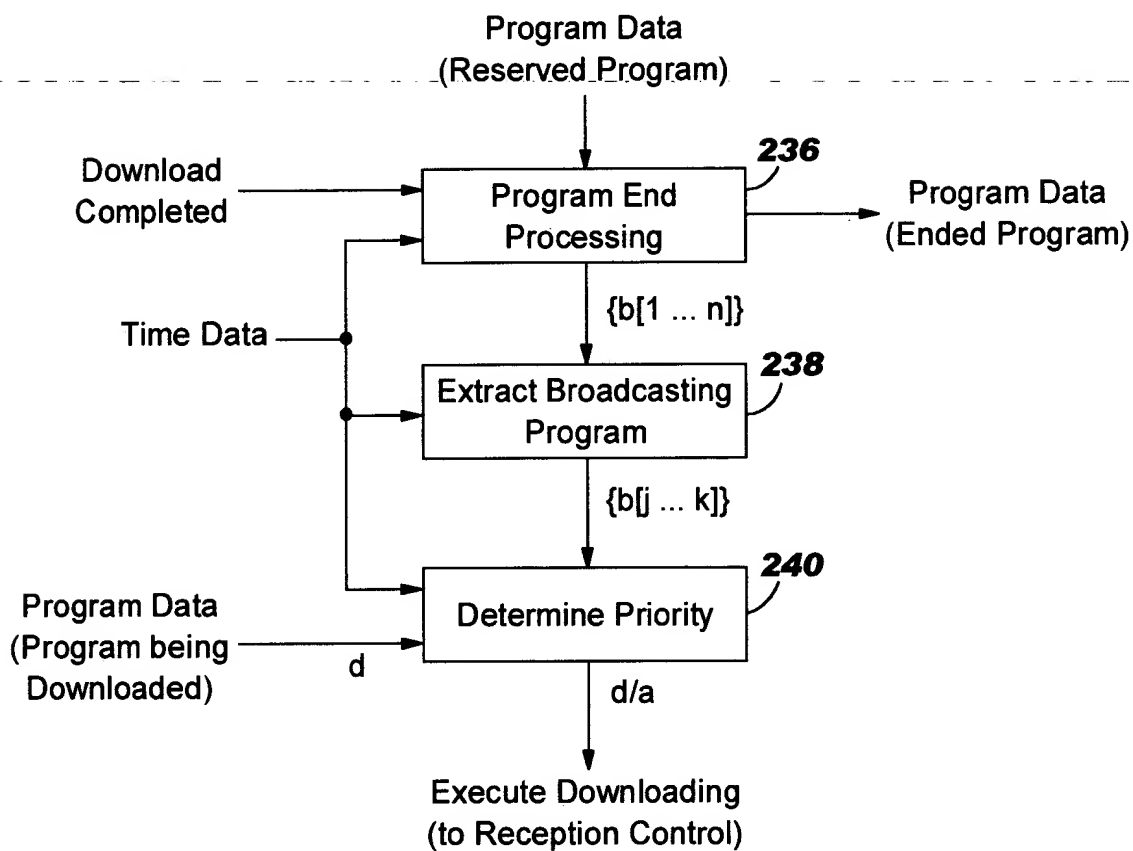 Program Data
(Reserved Program)
236
Download
Completed
Program End
Processing
Program Data
(Ended Program)
{b[1 ... n]}
Time Data
238
Extract Broadcasting
Program
{b[j ... k]}
240
Program Data
(Program being
Downloaded)
d
Determine Priority
d/a
Execute Downloading
(to Reception Control)